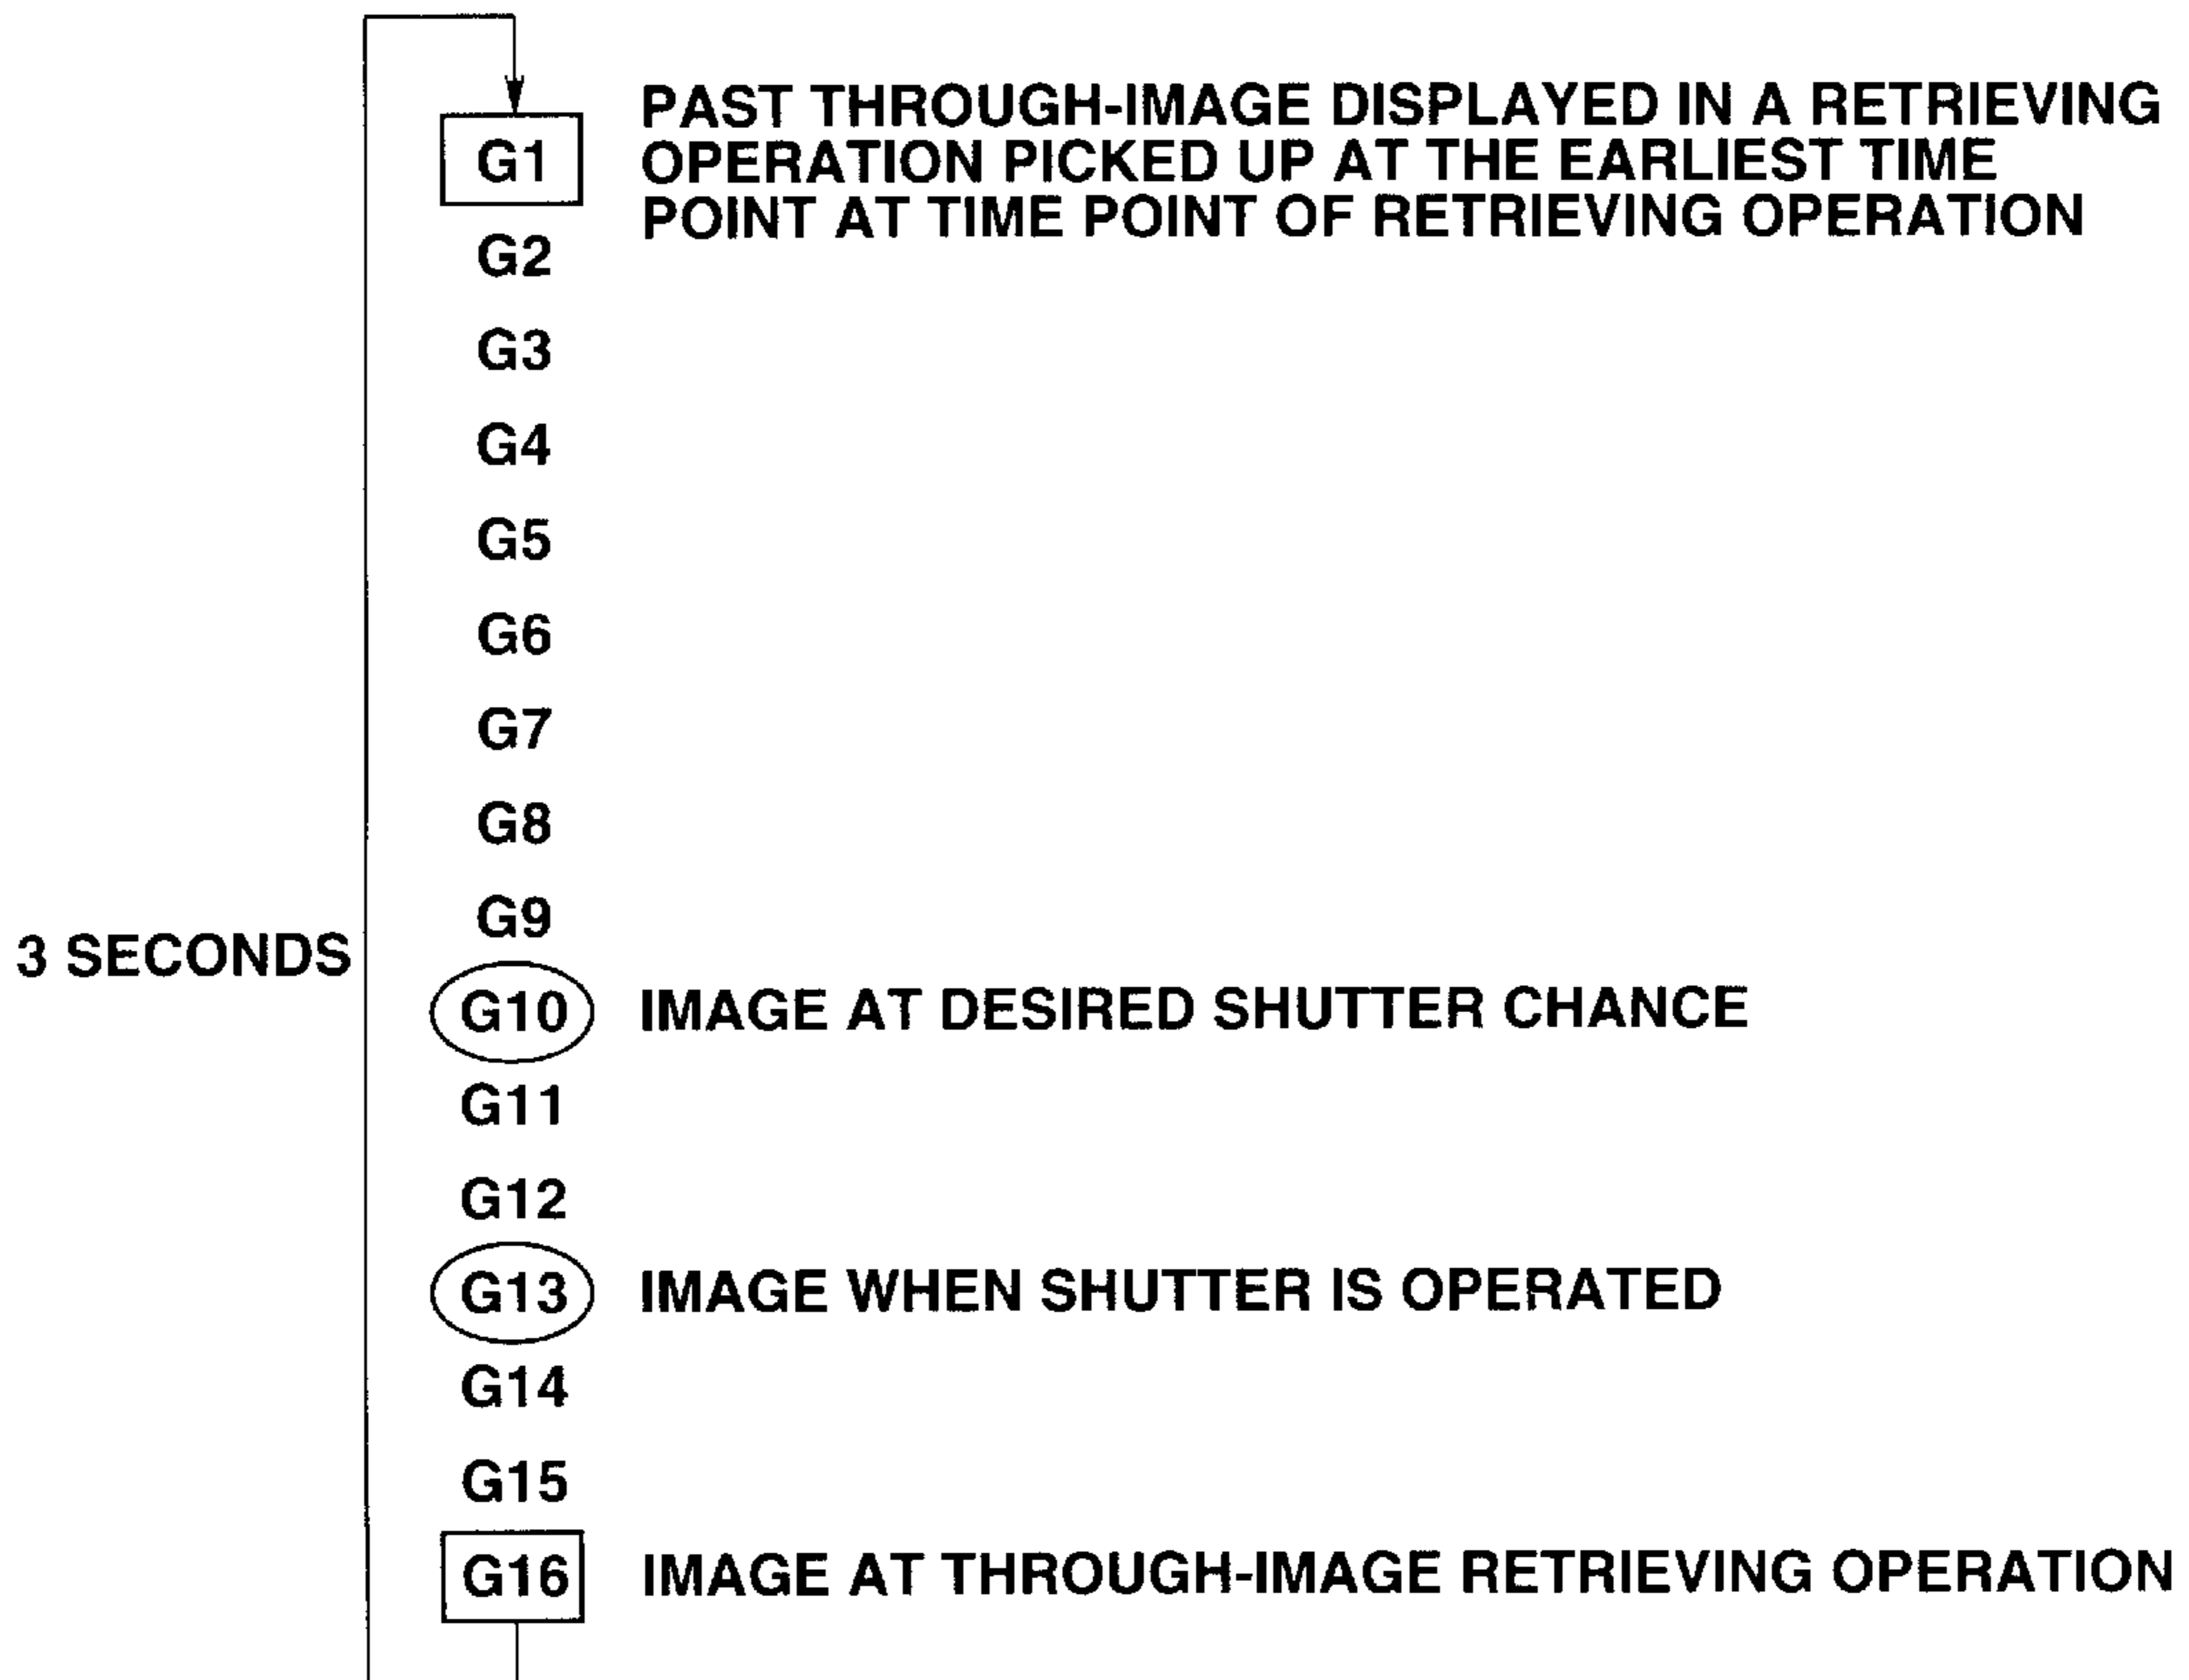 G1 PAST THROUGH-IMAGE DISPLAYED IN A RETRIEVING
OPERATION PICKED UP AT THE EARLIEST TIME
POINT AT TIME POINT OF RETRIEVING OPERATION
G2
G3
G4
G5
G6
G7
G8
G9
3 SECONDS
G10 IMAGE AT DESIRED SHUTTER CHANCE
G11
G12
G13 IMAGE WHEN SHUTTER IS OPERATED
G14
G15
G16 IMAGE AT THROUGH-IMAGE RETRIEVING OPERATION